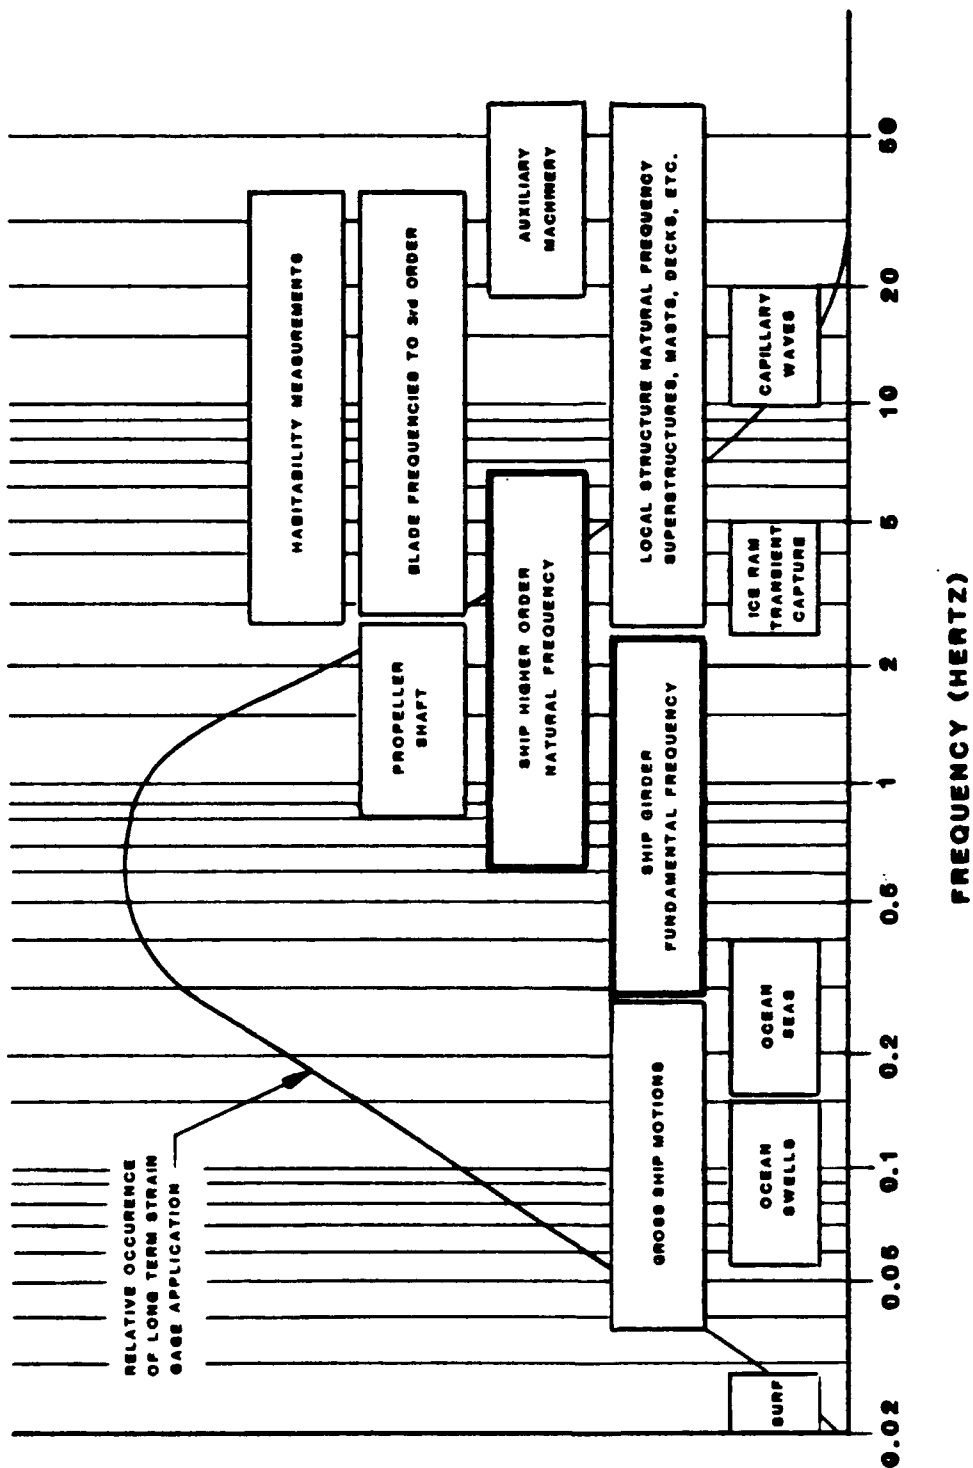 HABITABILITY MEASUREMENTS
PROPELLER
SHAFT
BLADE FREQUENCIES TO 3rd ORDER
SHIP HIGHER ORDER
NATURAL FREQUENCY
AUXILIARY
MACHINERY
GROSS SHIP MOTIONS
SHIP GIRDER
FUNDAMENTAL FREQUENCY
LOCAL STRUCTURE NATURAL FREQUENCY
SUPERSTRUCTURES, MASTS, DECKS, ETC.
SURF
OCEAN
SWELLS
OCEAN
SEAS
ICE RAM
TRANSIENT
CAPTURE
CAPILLARY
WAVES
RELATIVE OCCURENCE
OF LONG TERM STRAIN
GAGE APPLICATION
0.02
0.05
0.1
0.2
0.5
1
2
5
10
20
50
FREQUENCY (HERTZ)